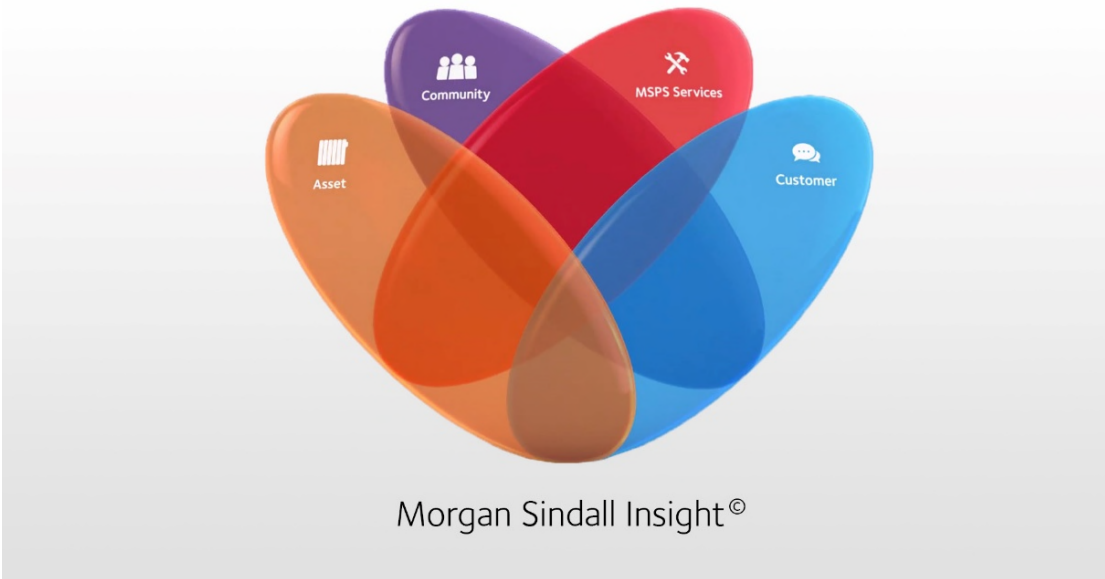 Community
MSPS Services
Asset
Customer
Morgan Sindall Insight©